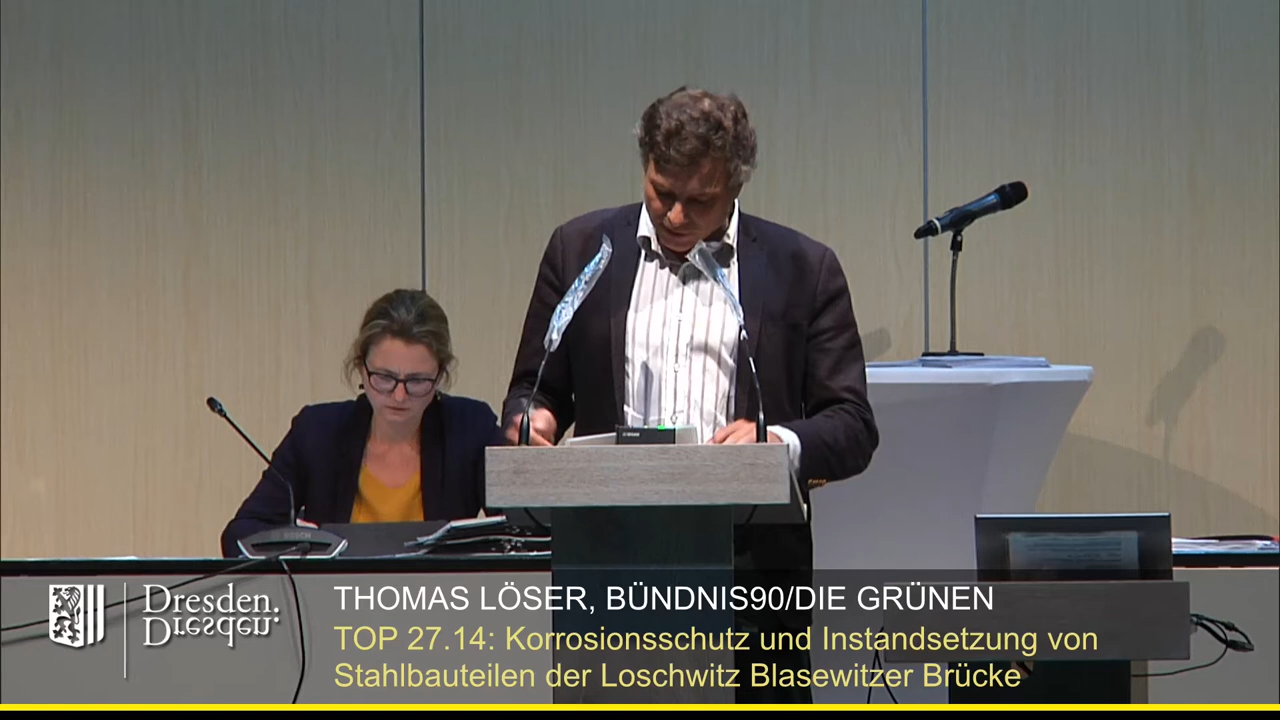 Dresden.
Dresden.
THOMAS LÖSER, BÜNDNIS90/DIE GRÜNEN
TOP 27.14: Korrosionsschutz und Instandsetzung von
Stahlbauteilen der Loschwitz Blasewitzer Brücke
BOSCH